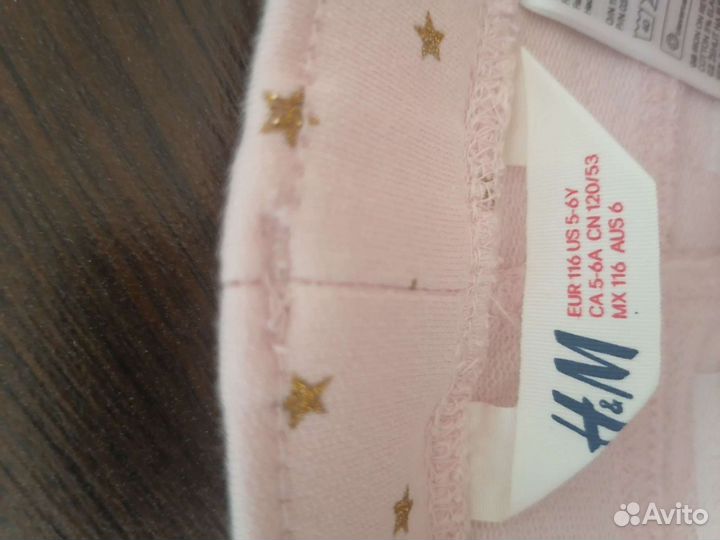 EUR 116 US 5-6Y
CA 5-6A CN 120/53
MX 116 AUS 6
H&M
Avito